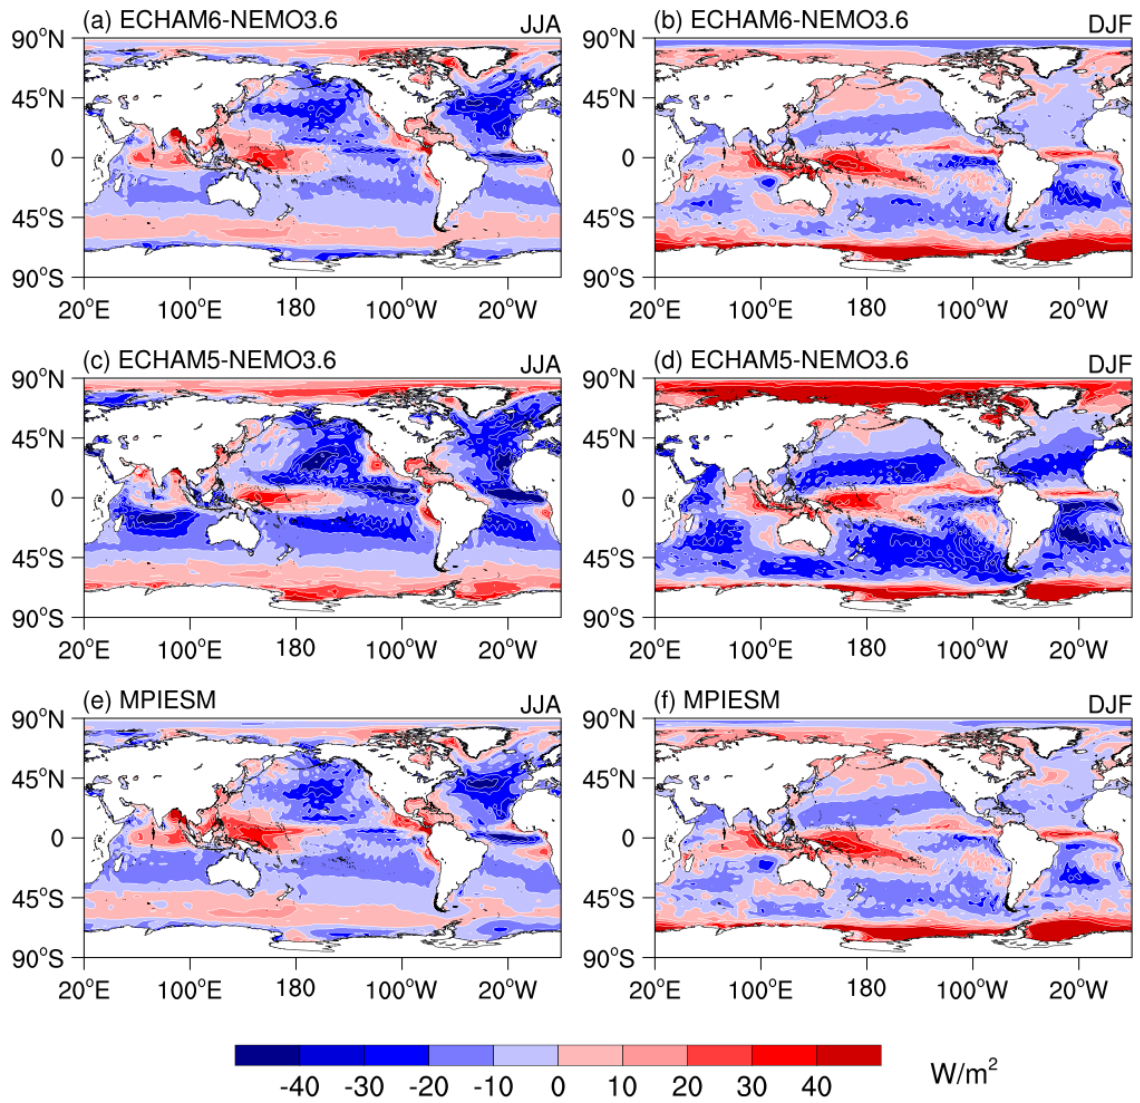 (a) ECHAM6-NEMO3.6 JJA
(b) ECHAM6-NEMO3.6 DJF
90°N 90°N
45°N 45°N
0 0
45°S 45°S
90°S 90°S
20°E 100°E 180 100°W 20°W 20°E 100°E 180 100°W 20°W
(c) ECHAM5-NEMO3.6 JJA
(d) ECHAM5-NEMO3.6 DJF
90°N 90°N
45°N 45°N
0 0
45°S 45°S
90°S 90°S
20°E 100°E 180 100°W 20°W 20°E 100°E 180 100°W 20°W
(e) MPIESM JJA
(f) MPIESM DJF
90°N 90°N
45°N 45°N
0 0
45°S 45°S
90°S 90°S
20°E 100°E 180 100°W 20°W 20°E 100°E 180 100°W 20°W
-40 -30 -20 -10 0 10 20 30 40 W/m²